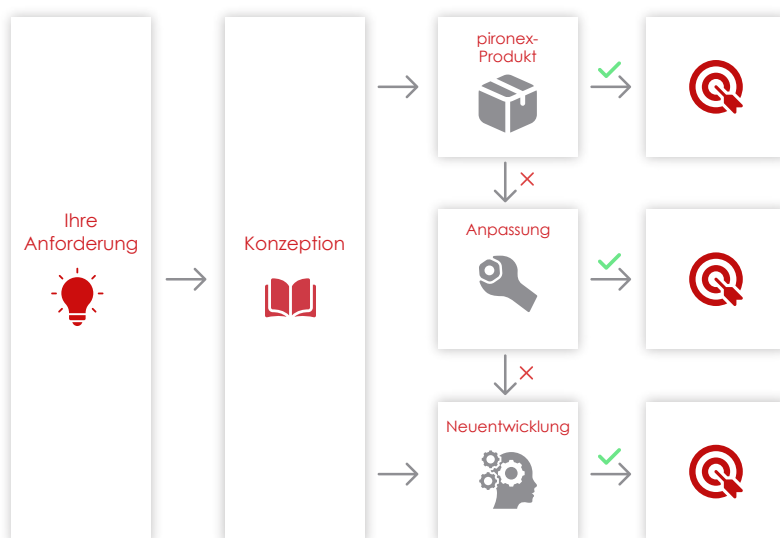 Ihre
Anforderung
Konzeption
pironex-
Produkt
Anpassung
Neuentwicklung